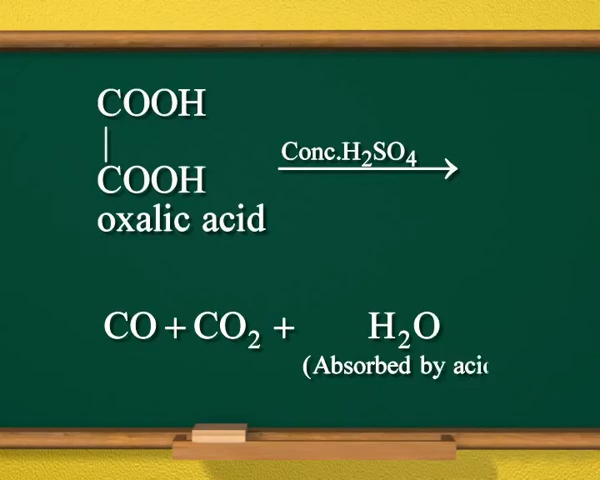 COOH
|
COOH
oxalic acid
Conc.H₂SO₄
CO + CO₂ + H₂O
(Absorbed by